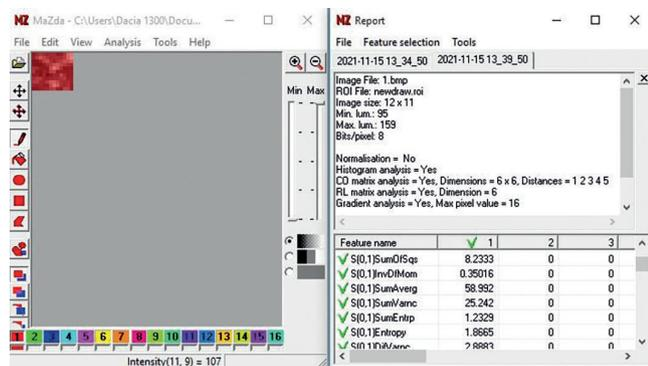 MZ MaZda - C:\Users\Dacia 1300\Docu...
File Edit View Analysis Tools Help
Min Max
1 2 3 4 5 6 7 8 9 10 11 12 13 14 15 16
Intensity(11, 9) = 107
MZ Report
File Feature selection Tools
2021-11-15 13_34_50 2021-11-15 13_39_50
Image File: 1.bmp
ROI File: newdraw.roi
Image size: 12 x 11
Min. lum.: 95
Max. lum.: 159
Bits/pixel: 8
Normalisation = No
Histogram analysis = Yes
CO matrix analysis = Yes, Dimensions = 6 x 6, Distances = 1 2 3 4 5
RL matrix analysis = Yes, Dimension = 6
Gradient analysis = Yes, Max pixel value = 16
Feature name 1 2 3
S(0,1)SumOfSqs 8.2333 0 0
S(0,1)InvDfMom 0.35016 0 0
S(0,1)SumAverg 58.992 0 0
S(0,1)SumVarnc 25.242 0 0
S(0,1)SumEntrp 1.2329 0 0
S(0,1)Entropy 1.8665 0 0
S(0,1)DifVarnc 2.8883 0 0